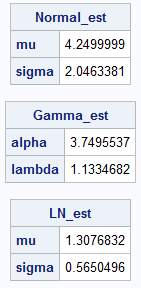 Normal_est
mu 4.2499999
sigma 2.0463381
Gamma_est
alpha 3.7495537
lambda 1.1334682
LN_est
mu 1.3076832
sigma 0.5650496